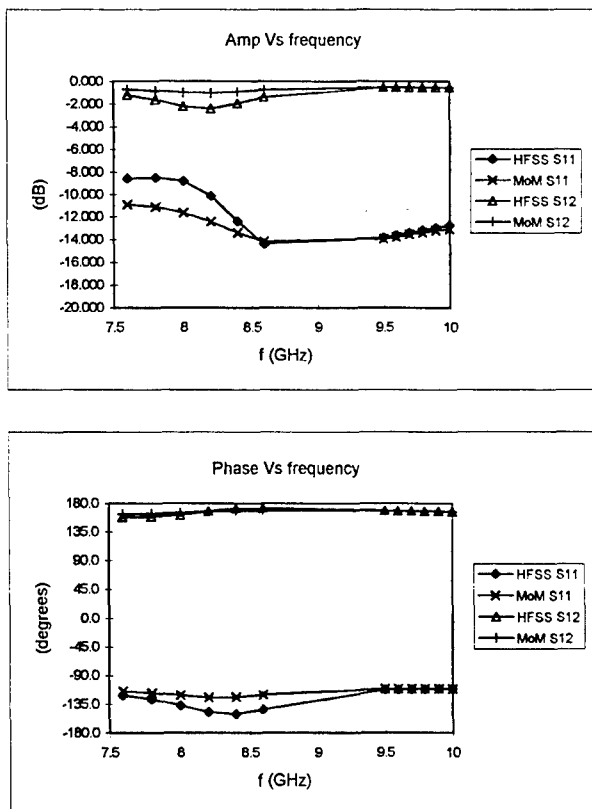 Amp Vs frequency
0.000
-2.000
-4.000
-6.000
-8.000
-10.000
-12.000
-14.000
-16.000
-18.000
-20.000
(dB)
7.5 8 8.5 9 9.5 10
f (GHz)
HFSS S11
MoM S11
HFSS S12
MoM S12
Phase Vs frequency
180.0
135.0
90.0
45.0
0.0
-45.0
-90.0
-135.0
-180.0
(degrees)
7.5 8 8.5 9 9.5 10
f (GHz)
HFSS S11
MoM S11
HFSS S12
MoM S12